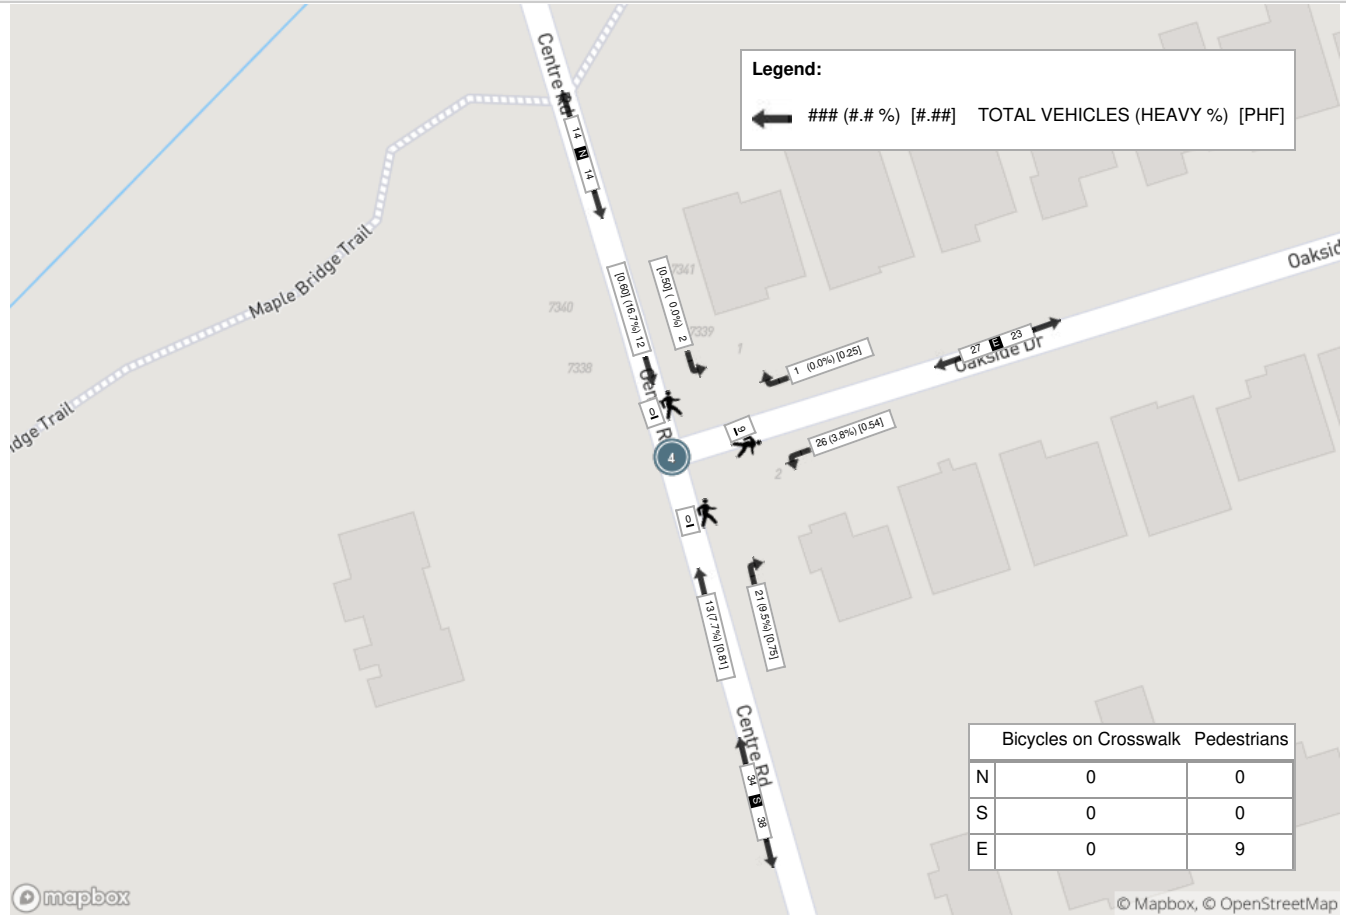 Legend:
### (#.# %) [#.##] TOTAL VEHICLES (HEAVY %) [PHF]
Centre Rd
14 N 14
Maple Bridge Trail
idge Trail
7341
7339
7340
7338
1
2
[0.60] (16.7%) 12
[0.50] ( 0.0%) 2
1 (0.0%) [0.25]
27 E 23
Oakside Dr
Oaksid
26 (3.8%) [0.54]
0
9
4
0
13 (7.7%) [0.81]
21 (9.5%) [0.75]
Centre Rd
34 S 38
Bicycles on Crosswalk Pedestrians
N 0 0
S 0 0
E 0 9
mapbox
© Mapbox, © OpenStreetMap